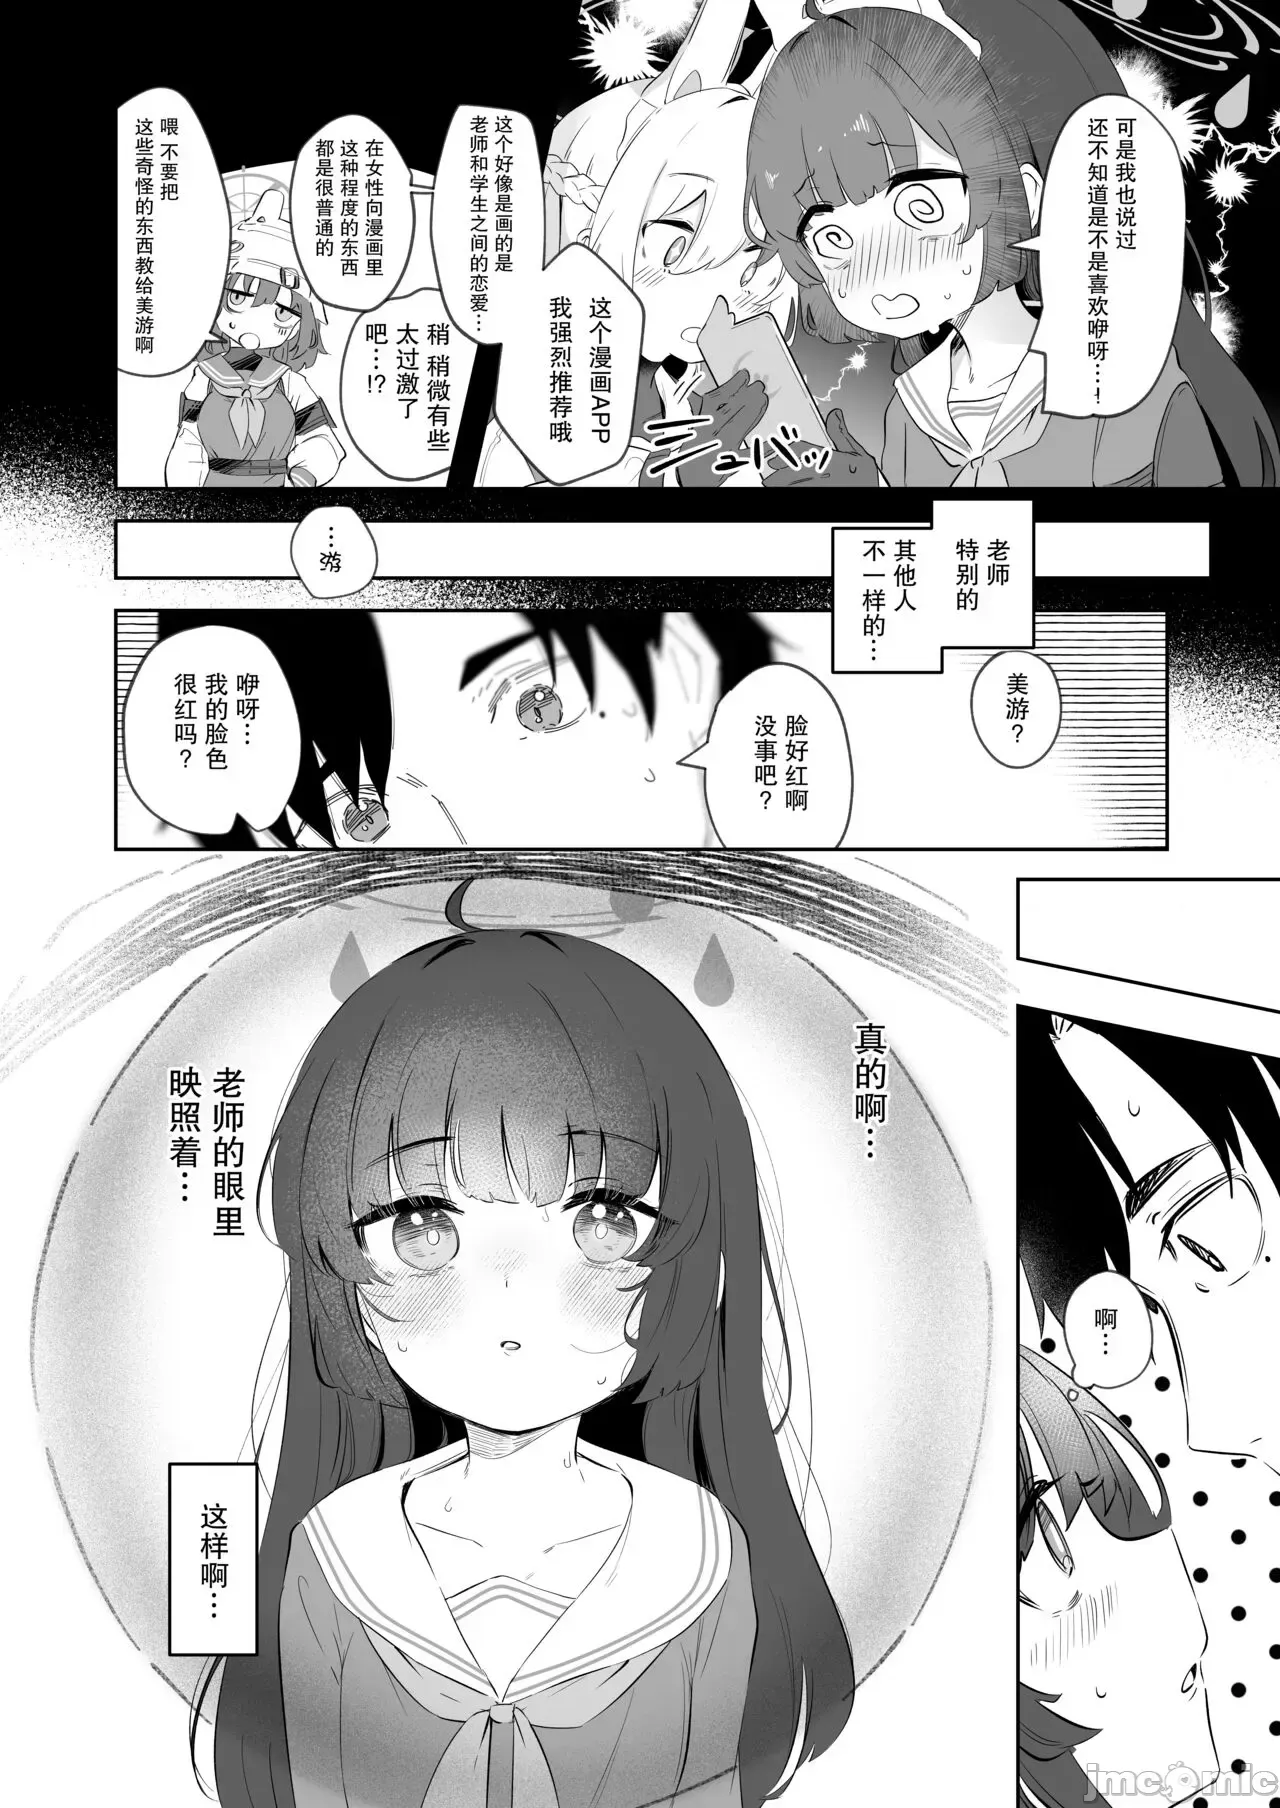 可是我也说过
还不知道是不是喜欢咿呀…!
这个漫画APP
我强烈推荐哦
シュバッ
这个好像是画的是
老师和学生之间的恋爱…
稍 稍微有些
太过激了
吧…!?
在女性向漫画里
这种程度的东西
都是很普通的
喂 不要把
这些奇怪的东西教给美游啊
老师
特别的
其他人
不一样的…
…游
美游?
脸好红啊
没事吧?
咿呀…
我的脸色
很红吗?
啊…
真的啊…
老师的眼里
映照着…
这样啊…
jmcomic